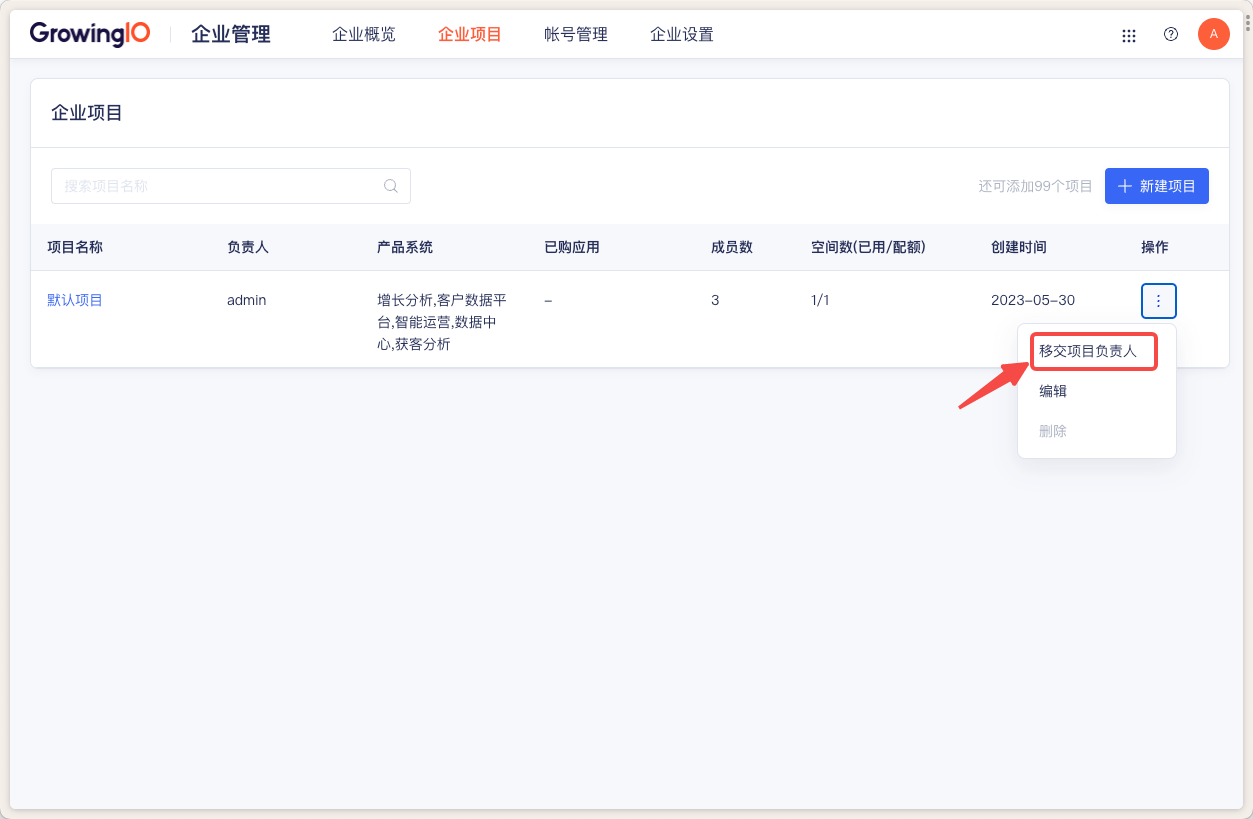 GrowingIO 企业管理 企业概览 企业项目 帐号管理 企业设置 A
企业项目
搜索项目名称 还可添加99个项目 新建项目
项目名称 负责人 产品系统 已购应用 成员数 空间数(已用/配额) 创建时间 操作
默认项目 admin 增长分析,客户数据平 – 3 1/1 2023-05-30
台,智能运营,数据中
心,获客分析
移交项目负责人
编辑
删除